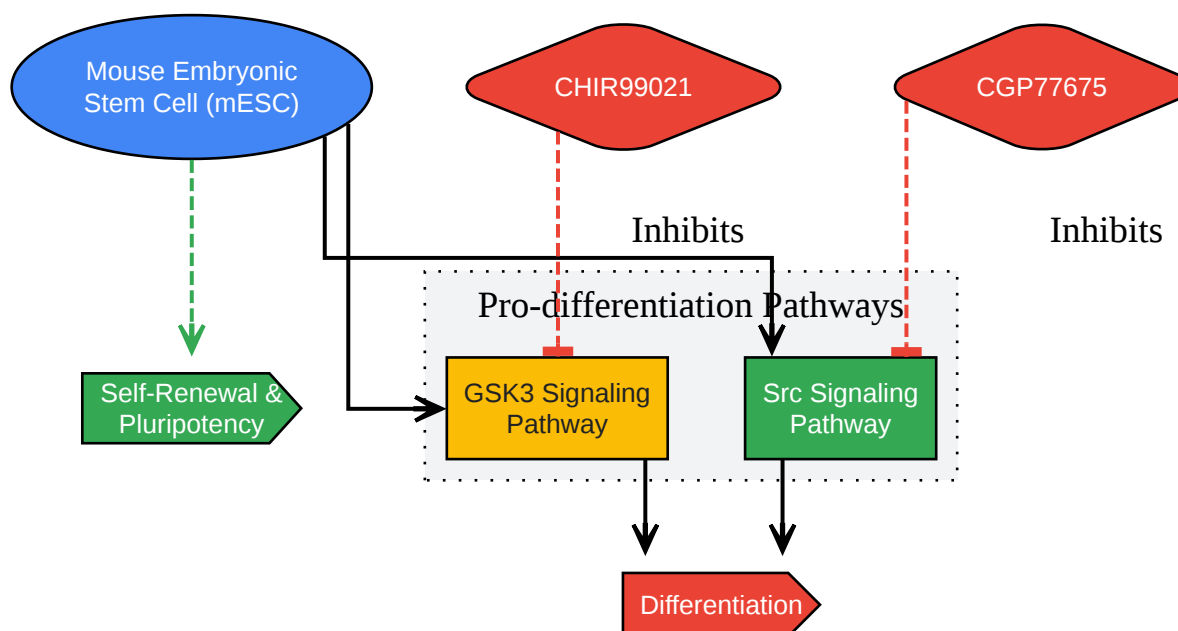 Mouse Embryonic
Stem Cell (mESC)
CHIR99021
CGP77675
Inhibits
Inhibits
Pro-differentiation Pathways
GSK3 Signaling
Pathway
Src Signaling
Pathway
Self-Renewal &
Pluripotency
Differentiation